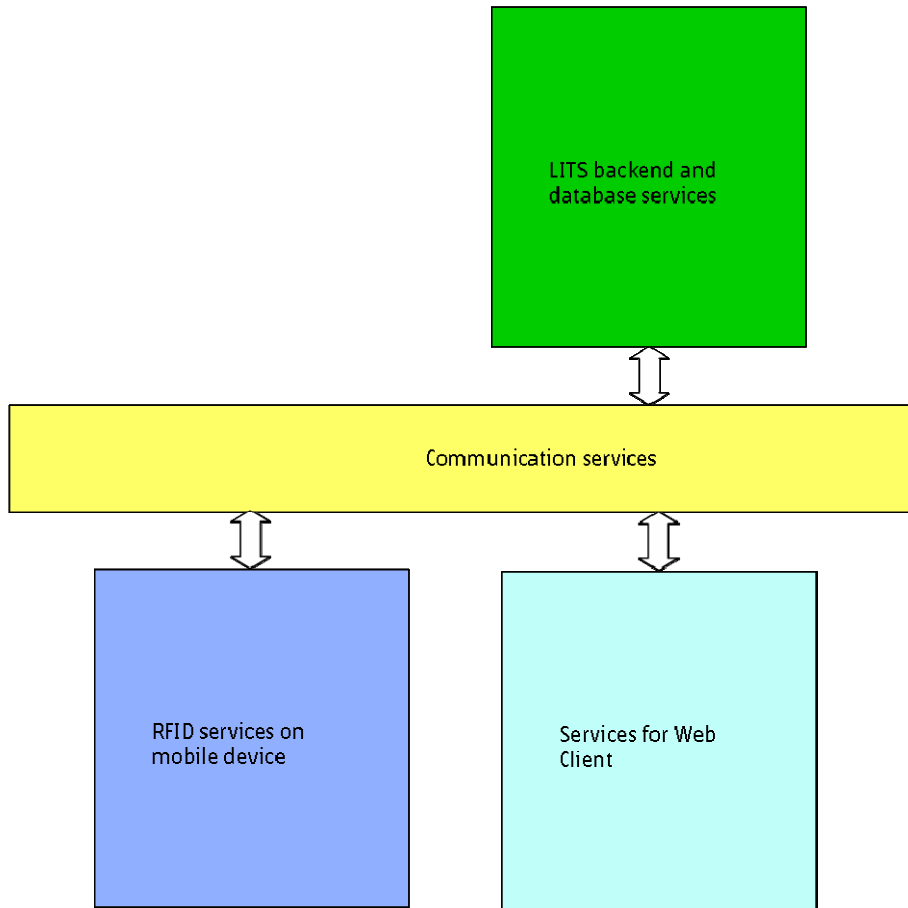 LITS backend and
database services
Communication services
RFID services on
mobile device
Services for Web
Client